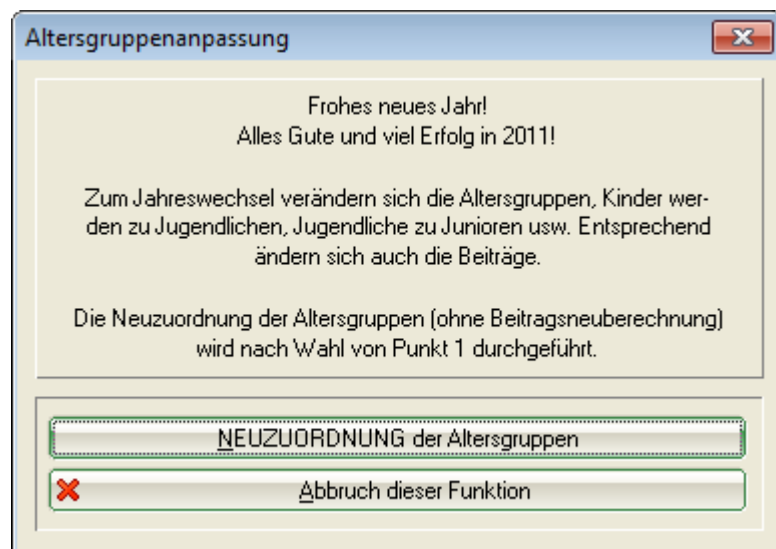 Altersgruppenanpassung
Frohes neues Jahr!
Alles Gute und viel Erfolg in 2011!
Zum Jahreswechsel verändern sich die Altersgruppen, Kinder wer-
den zu Jugendlichen, Jugendliche zu Junioren usw. Entsprechend
ändern sich auch die Beiträge.
Die Neuzuordnung der Altersgruppen (ohne Beitragsneuberechnung)
wird nach Wahl von Punkt 1 durchgeführt.
NEUZUORDNUNG der Altersgruppen
Abbruch dieser Funktion